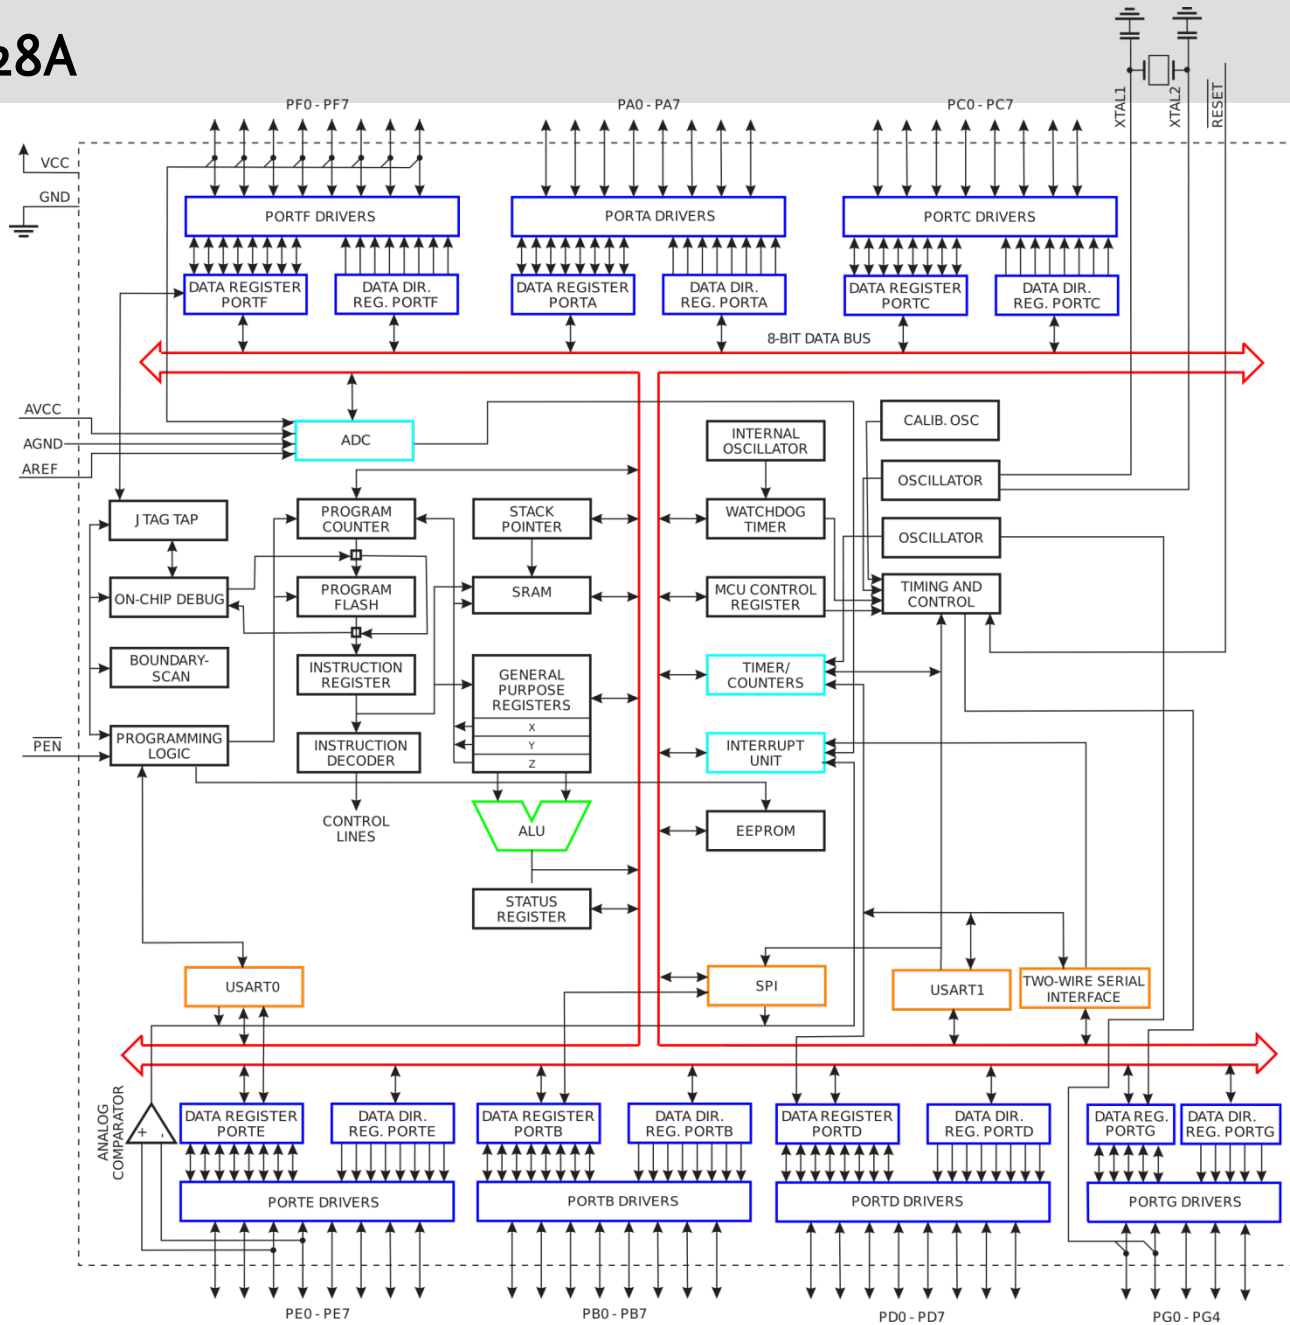 28A
PF0 - PF7
PA0 - PA7
PC0 - PC7
XTAL1
XTAL2
RESET
VCC
GND
PORTF DRIVERS
PORTA DRIVERS
PORTC DRIVERS
DATA REGISTER
PORTF
DATA DIR.
REG. PORTF
DATA REGISTER
PORTA
DATA DIR.
REG. PORTA
DATA REGISTER
PORTC
DATA DIR.
REG. PORTC
8-BIT DATA BUS
AVCC
AGND
AREF
ADC
INTERNAL
OSCILLATOR
CALIB. OSC
OSCILLATOR
JTAG TAP
PROGRAM
COUNTER
STACK
POINTER
WATCHDOG
TIMER
OSCILLATOR
ON-CHIP DEBUG
PROGRAM
FLASH
SRAM
MCU CONTROL
REGISTER
TIMING AND
CONTROL
BOUNDARY-
SCAN
INSTRUCTION
REGISTER
GENERAL
PURPOSE
REGISTERS
X
Y
Z
TIMER/
COUNTERS
PEN
PROGRAMMING
LOGIC
INSTRUCTION
DECODER
INTERRUPT
UNIT
CONTROL
LINES
ALU
EEPROM
STATUS
REGISTER
USART0
SPI
USART1
TWO-WIRE SERIAL
INTERFACE
ANALOG
COMPARATOR
+
-
DATA REGISTER
PORTE
DATA DIR.
REG. PORTE
DATA REGISTER
PORTB
DATA DIR.
REG. PORTB
DATA REGISTER
PORTD
DATA DIR.
REG. PORTD
DATA REG.
PORTG
DATA DIR.
REG. PORTG
PORTE DRIVERS
PORTB DRIVERS
PORTD DRIVERS
PORTG DRIVERS
PE0 - PE7
PB0 - PB7
PD0 - PD7
PG0 - PG4